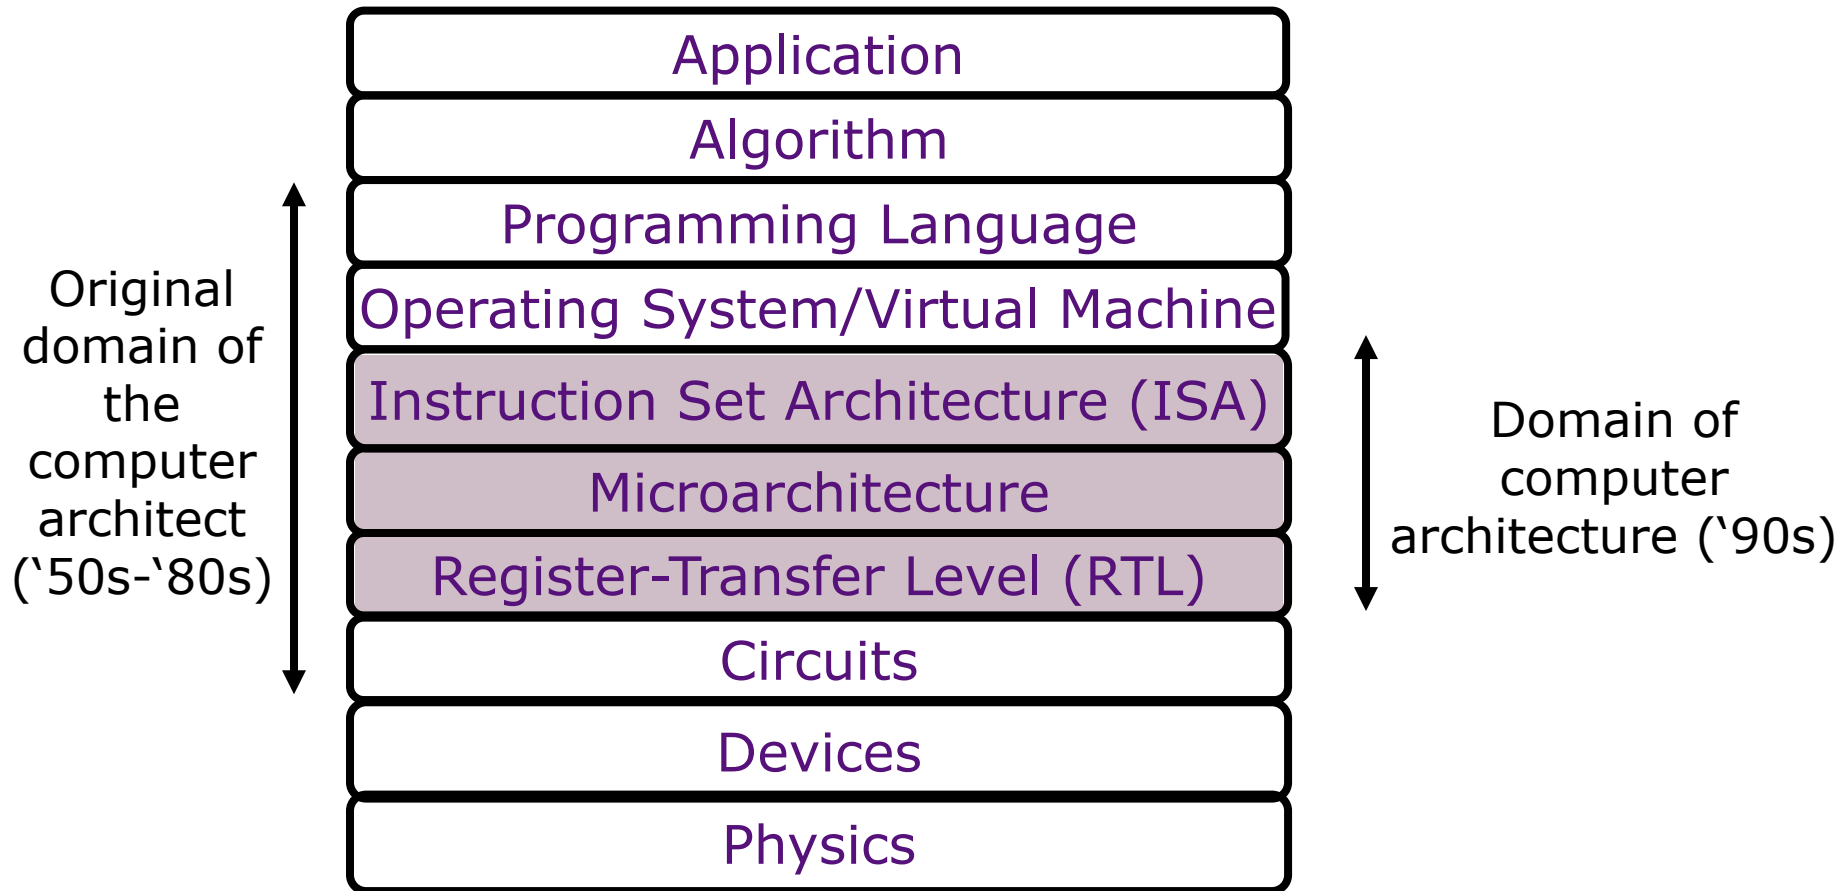 Application
Algorithm
Programming Language
Operating System/Virtual Machine
Instruction Set Architecture (ISA)
Microarchitecture
Register-Transfer Level (RTL)
Circuits
Devices
Physics
Original
domain of
the
computer
architect
(‘50s-‘80s)
Domain of
computer
architecture (‘90s)